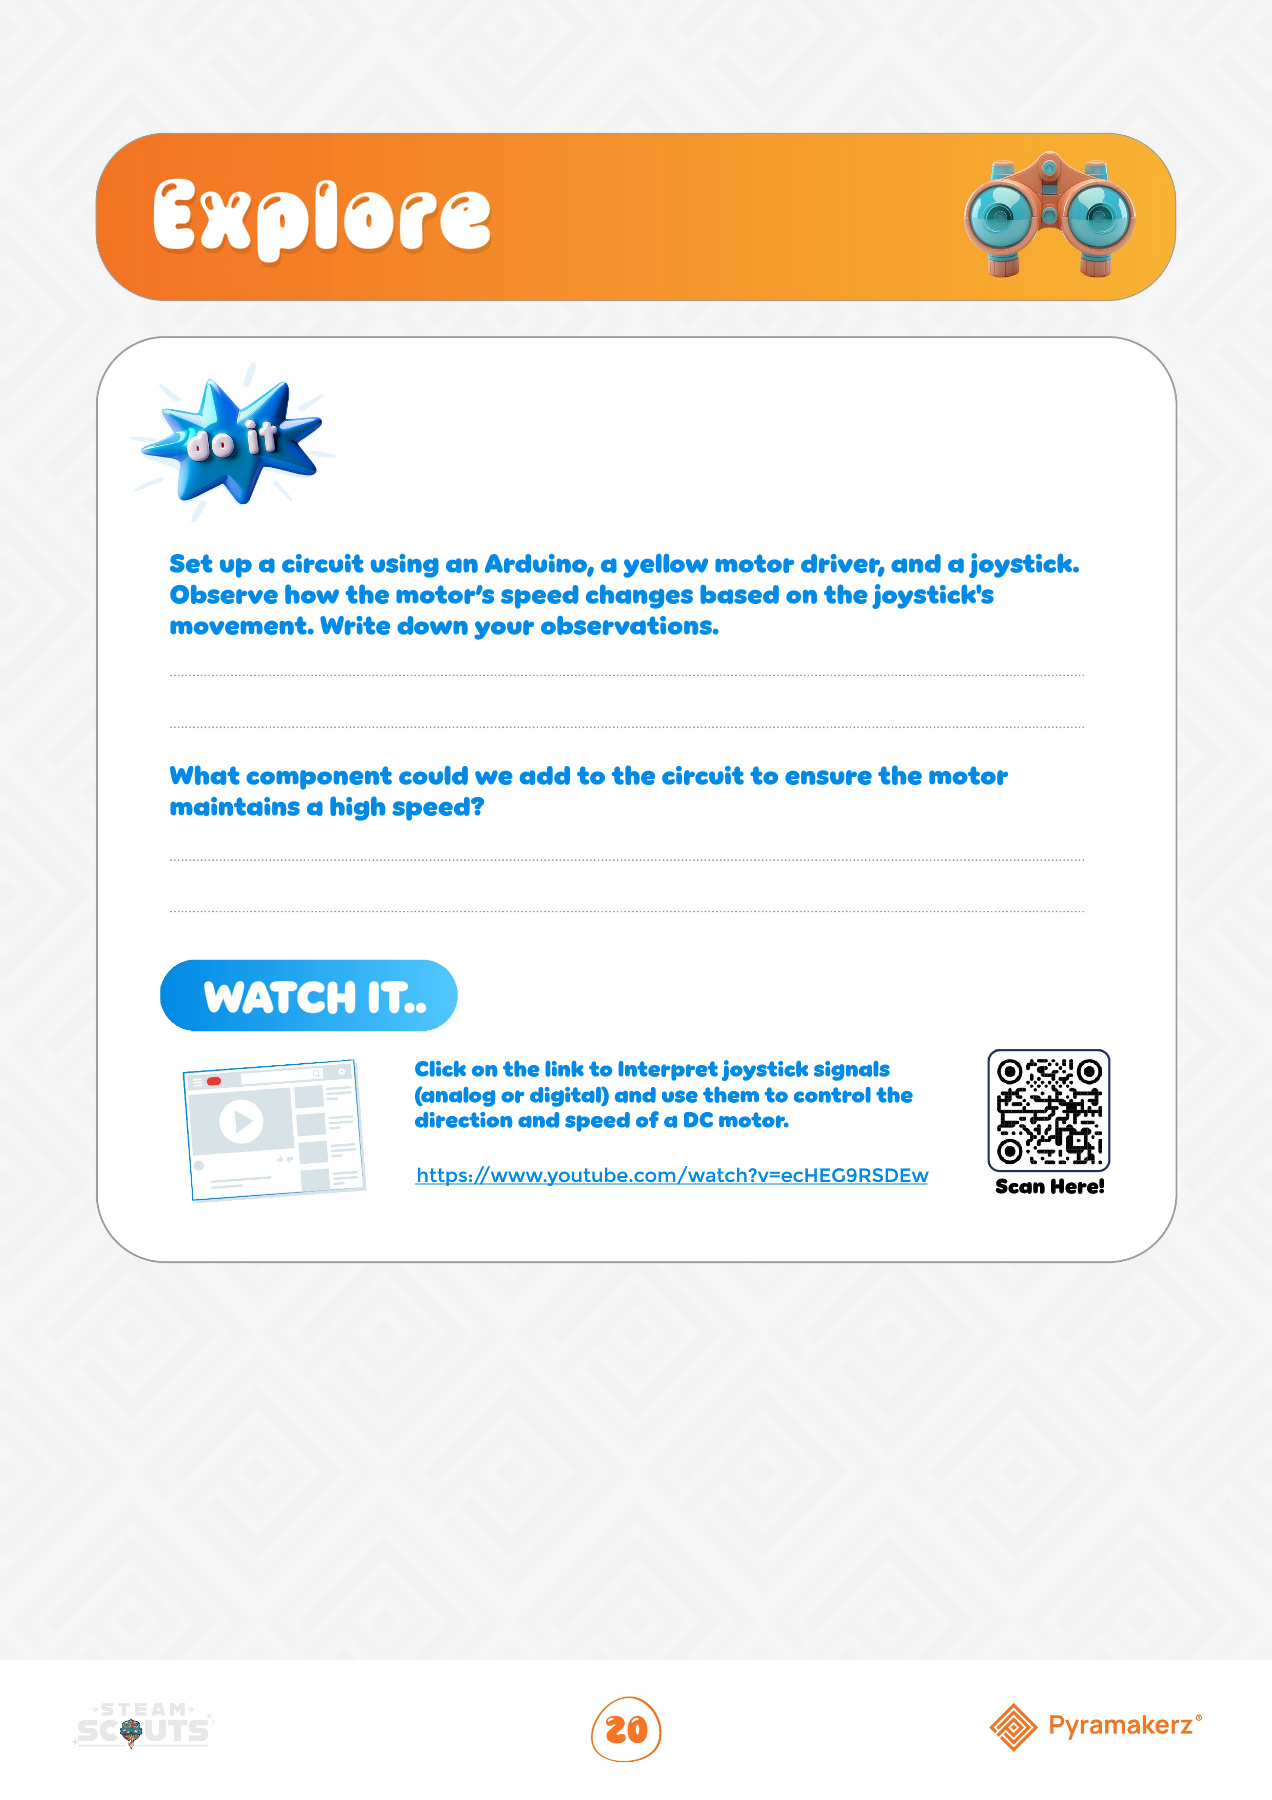 Explore
do it
Set up a circuit using an Arduino, a yellow motor driver, and a joystick.
Observe how the motor’s speed changes based on the joystick's
movement. Write down your observations.
What component could we add to the circuit to ensure the motor
maintains a high speed?
WATCH IT..
Click on the link to Interpret joystick signals
(analog or digital) and use them to control the
direction and speed of a DC motor.
https://www.youtube.com/watch?v=ecHEG9RSDEw
Scan Here!
STEAM
SCOUTS
20
Pyramakerz®